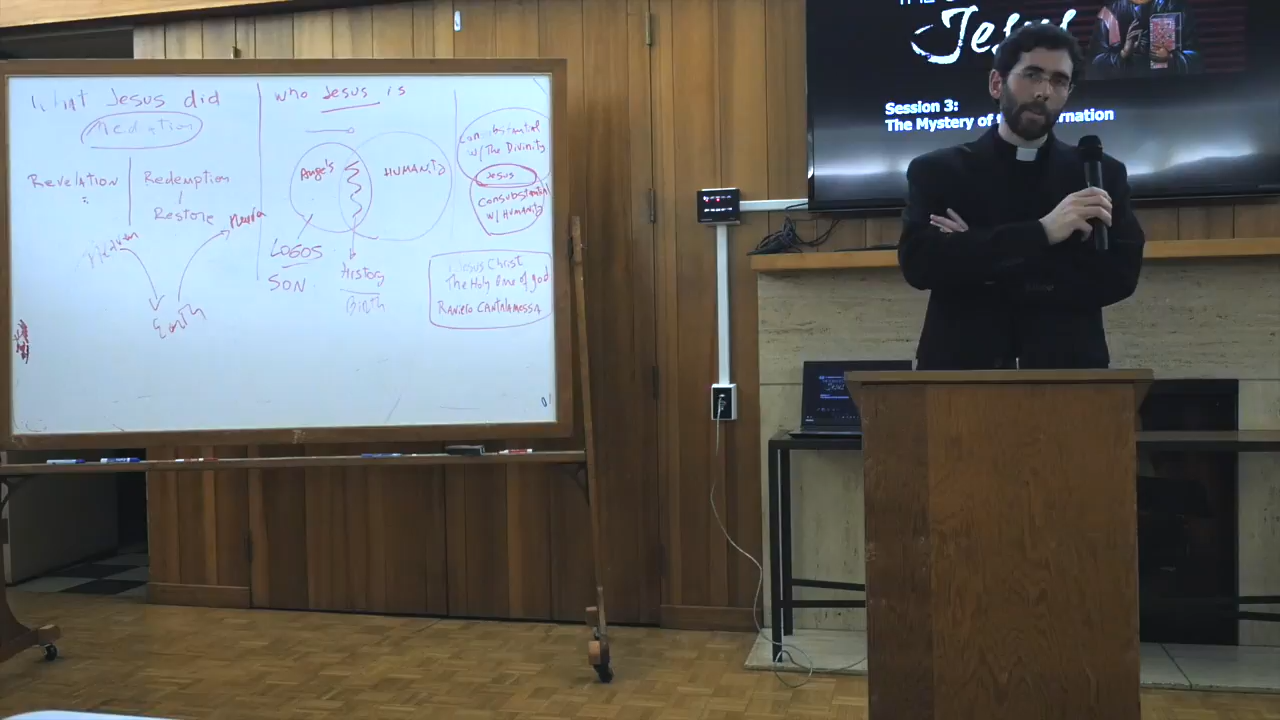 What Jesus did
Mediation
Revelation
Redemption
Restore
Heaven
Heaven
Earth
who Jesus is
Angels
HUMANITY
LOGOS
SON
History
Birth
Consubstantial
w/ The Divinity
Jesus
Consubstantial
w/ HUMANITY
Jesus Christ
The Holy One of god
RANIERO CANTALAMESSA
Jesus
Session 3:
The Mystery of